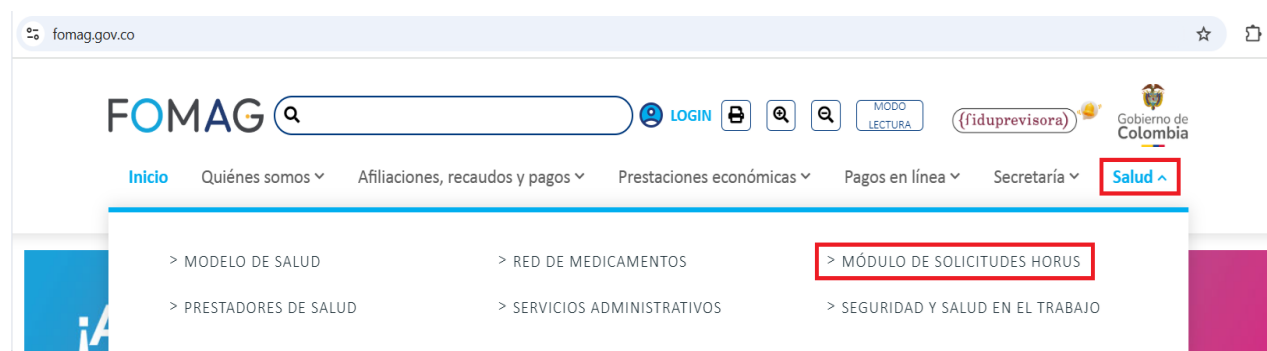 fomag.gov.co
FOMAG LOGIN MODO LECTURA {fiduprevisora) Gobierno de Colombia
Inicio Quiénes somos Afiliaciones, recaudos y pagos Prestaciones económicas Pagos en línea Secretaría Salud
> MODELO DE SALUD > RED DE MEDICAMENTOS > MÓDULO DE SOLICITUDES HORUS
> PRESTADORES DE SALUD > SERVICIOS ADMINISTRATIVOS > SEGURIDAD Y SALUD EN EL TRABAJO
¡A